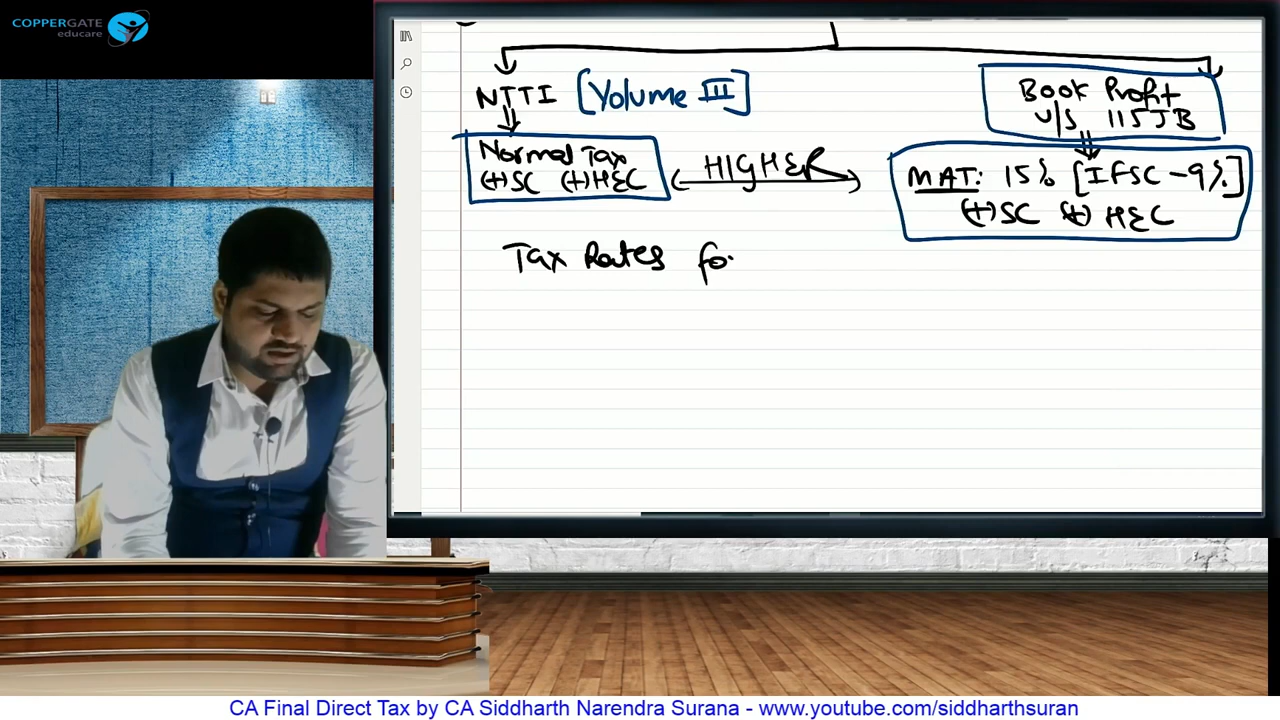 COPPERGATE
educare
NTTI [Volume III]
Book Profit
u/s 115JB
Normal Tax
(+) SC (+) HEC
HIGHER
MAT: 15% [IFSC - 9%]
(+) SC (+) HEC
Tax Rates for
CA Final Direct Tax by CA Siddharth Narendra Surana - www.youtube.com/siddharthsuran